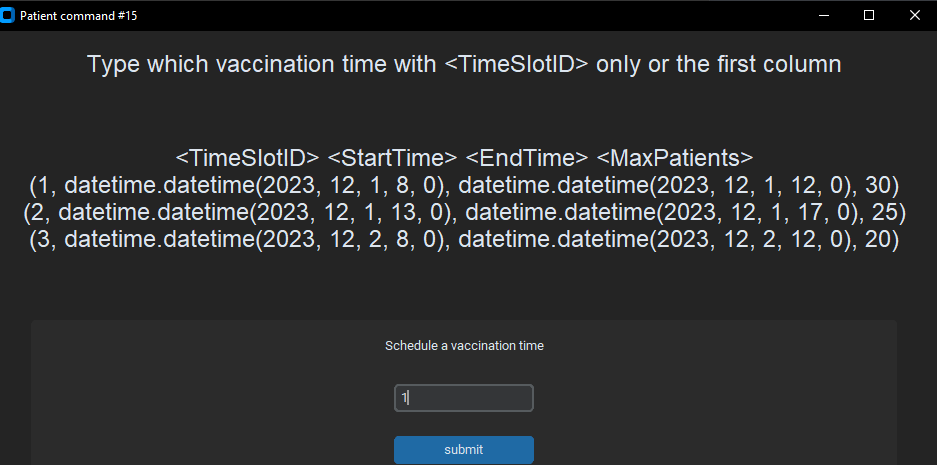 Patient command #15
Type which vaccination time with <TimeSlotID> only or the first column
<TimeSlotID> <StartTime> <EndTime> <MaxPatients>
(1, datetime.datetime(2023, 12, 1, 8, 0), datetime.datetime(2023, 12, 1, 12, 0), 30)
(2, datetime.datetime(2023, 12, 1, 13, 0), datetime.datetime(2023, 12, 1, 17, 0), 25)
(3, datetime.datetime(2023, 12, 2, 8, 0), datetime.datetime(2023, 12, 2, 12, 0), 20)
Schedule a vaccination time
1
submit